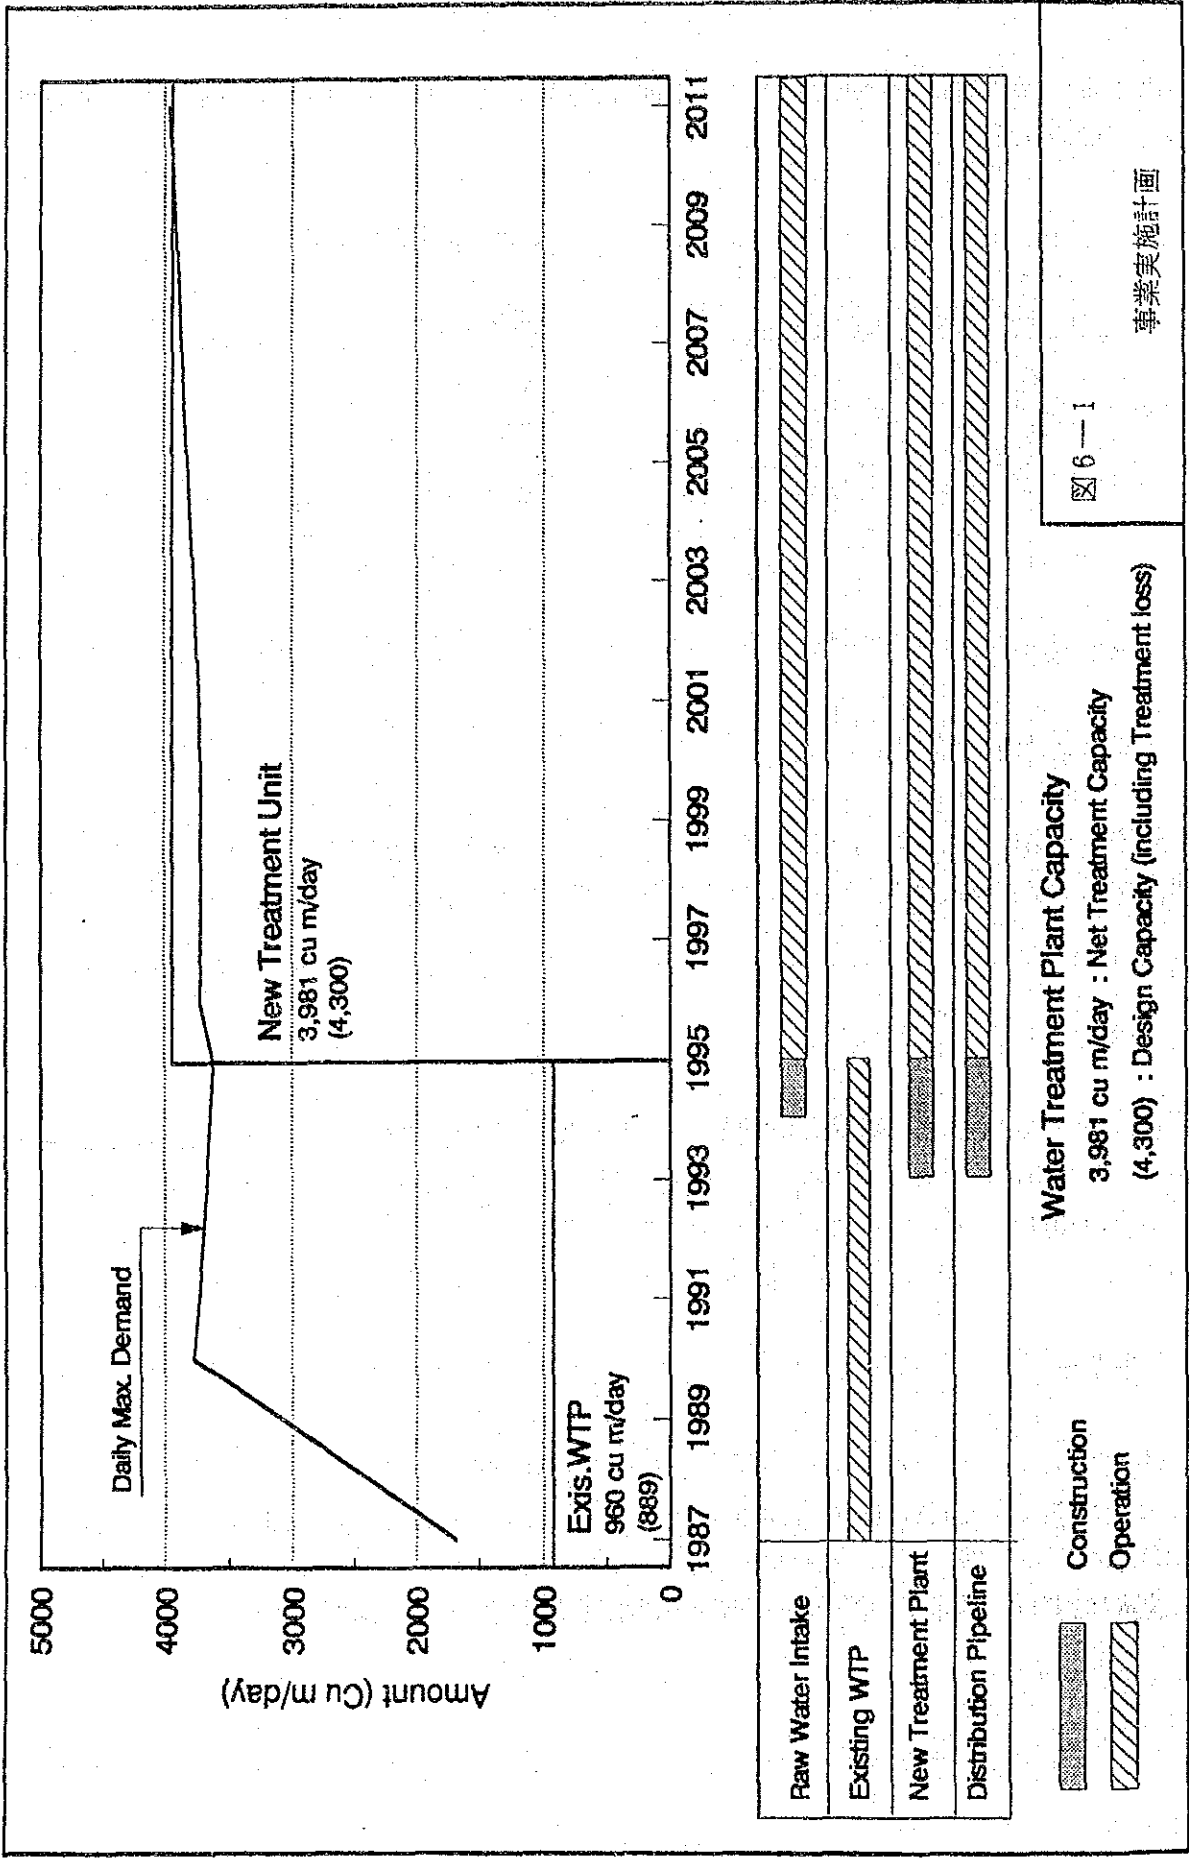 5000
4000
3000
2000
1000
0
Amount (Cu m/day)
Daily Max. Demand
New Treatment Unit
3,981 cu m/day
(4,300)
Exis.WTP
960 cu m/day
(889)
1987 1989 1991 1993 1995 1997 1999 2001 2003 2005 2007 2009 2011
Raw Water Intake
Existing WTP
New Treatment Plant
Distribution Pipeline
Construction
Operation
Water Treatment Plant Capacity
3,981 cu m/day : Net Treatment Capacity
(4,300) : Design Capacity (including Treatment loss)
図 6 — 1
事業実施計画